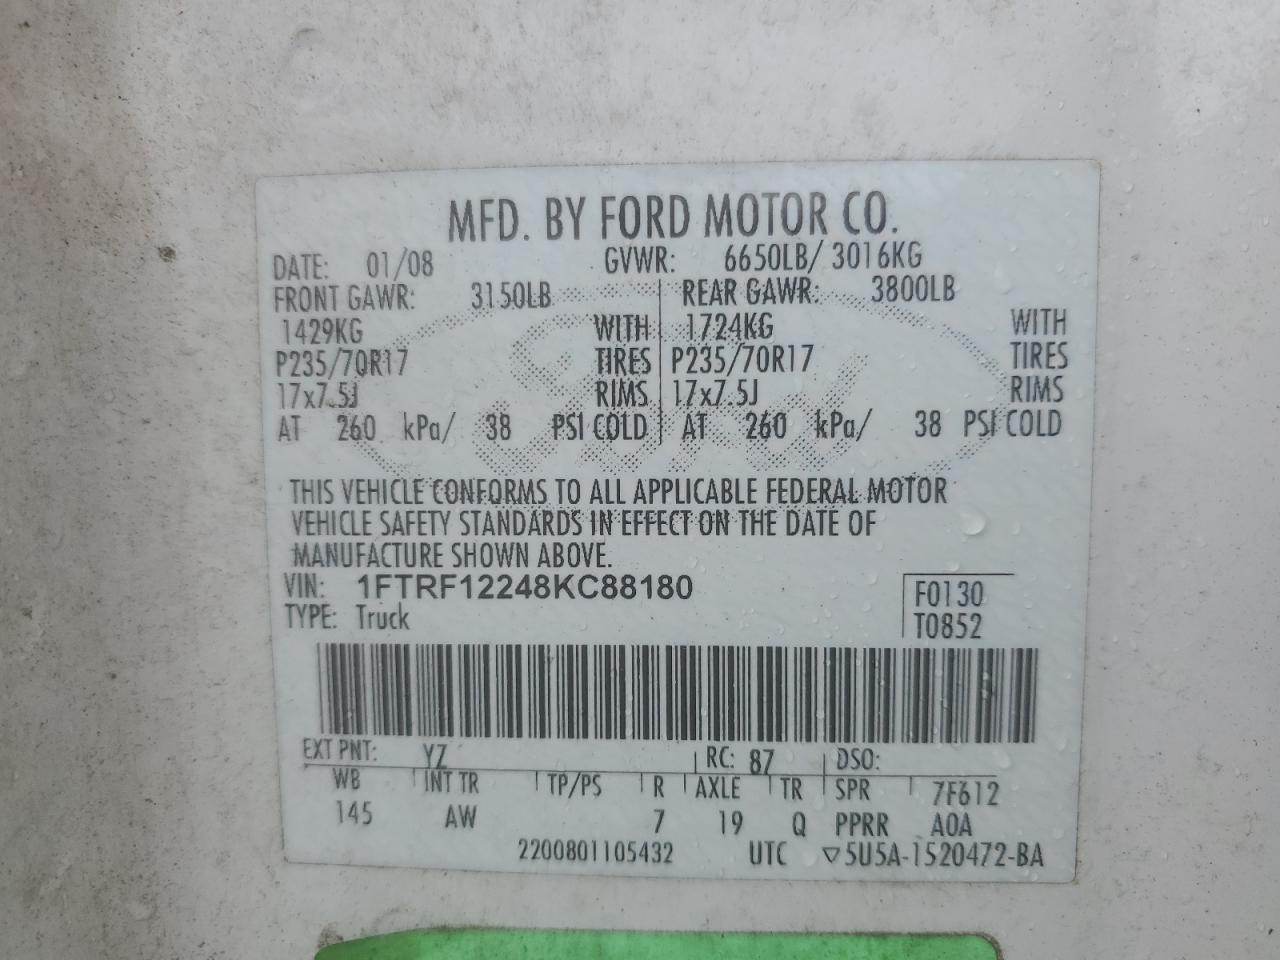 MFD. BY FORD MOTOR CO.
DATE: 01/08 GVWR: 6650LB/ 3016KG
FRONT GAWR: 3150LB REAR GAWR: 3800LB
1429KG WITH 1724KG WITH
P235/70R17 TIRES P235/70R17 TIRES
17x7.5J RIMS 17x7.5J RIMS
AT 260 kPa/ 38 PSI COLD AT 260 kPa/ 38 PSI COLD
THIS VEHICLE CONFORMS TO ALL APPLICABLE FEDERAL MOTOR
VEHICLE SAFETY STANDARDS IN EFFECT ON THE DATE OF
MANUFACTURE SHOWN ABOVE.
VIN: 1FTRF12248KC88180 F0130
TYPE: Truck T0852
EXT PNT: YZ RC: 87 DSO:
WB INT TR TP/PS R AXLE TR SPR 7F612
145 AW 7 19 Q PPRR A0A
2200801105432 UTC ▽5U5A-1520472-BA